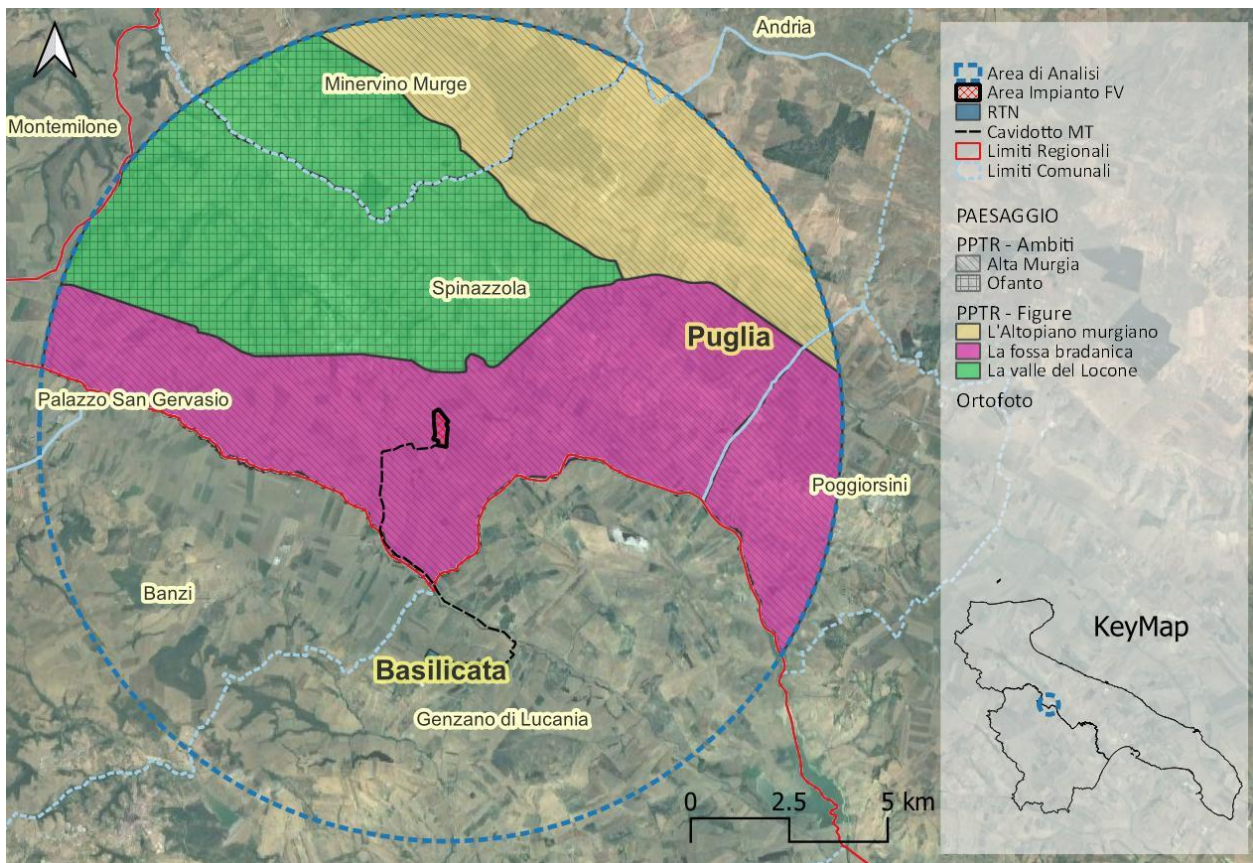 Andria
Minervino Murge
Montemilone
Spinazzola
Puglia
Palazzo San Gervasio
Poggiorsini
Banzi
Basilicata
Genzano di Lucania
0 2.5 5 km
Area di Analisi
Area Impianto FV
RTN
Cavidotto MT
Limiti Regionali
Limiti Comunali
PAESAGGIO
PPTR - Ambiti
Alta Murgia
Ofanto
PPTR - Figure
L'Altopiano murgiano
La fossa bradanica
La valle del Locone
Ortofoto
KeyMap